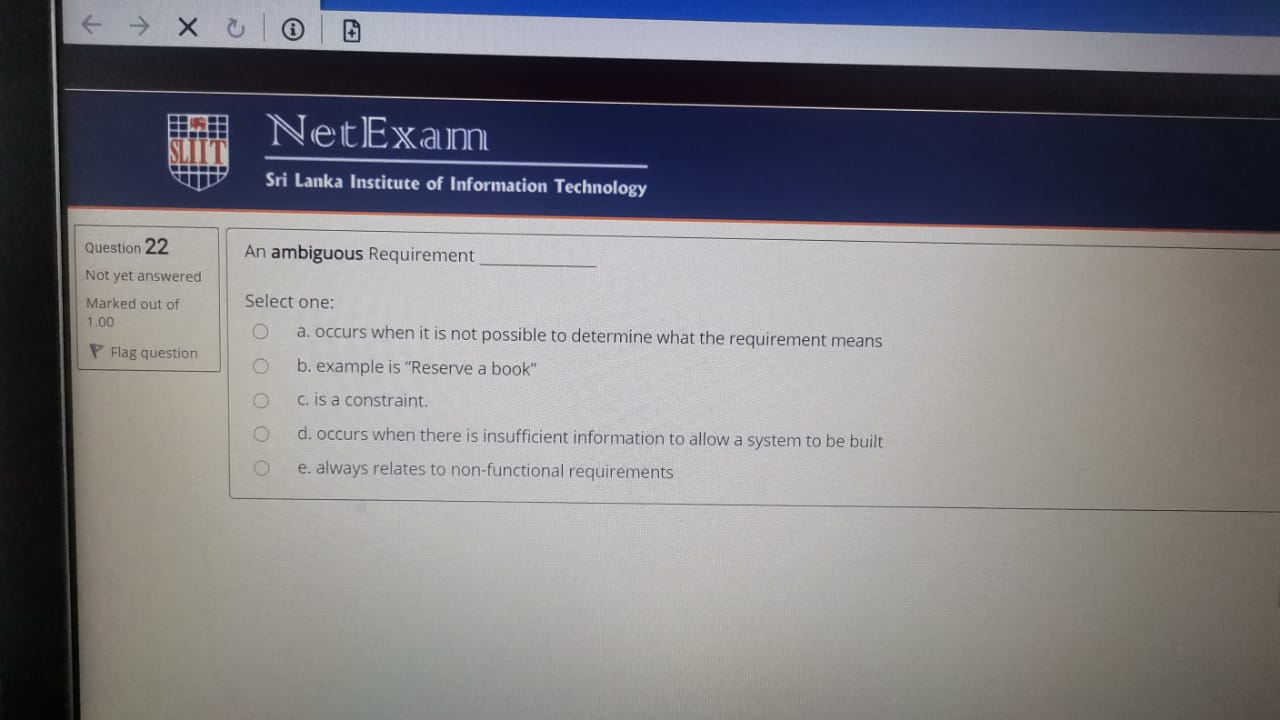 SLIIT
NetExam
Sri Lanka Institute of Information Technology
Question 22
Not yet answered
Marked out of
1.00
Flag question
An ambiguous Requirement ____________
Select one:
a. occurs when it is not possible to determine what the requirement means
b. example is “Reserve a book”
c. is a constraint.
d. occurs when there is insufficient information to allow a system to be built
e. always relates to non-functional requirements